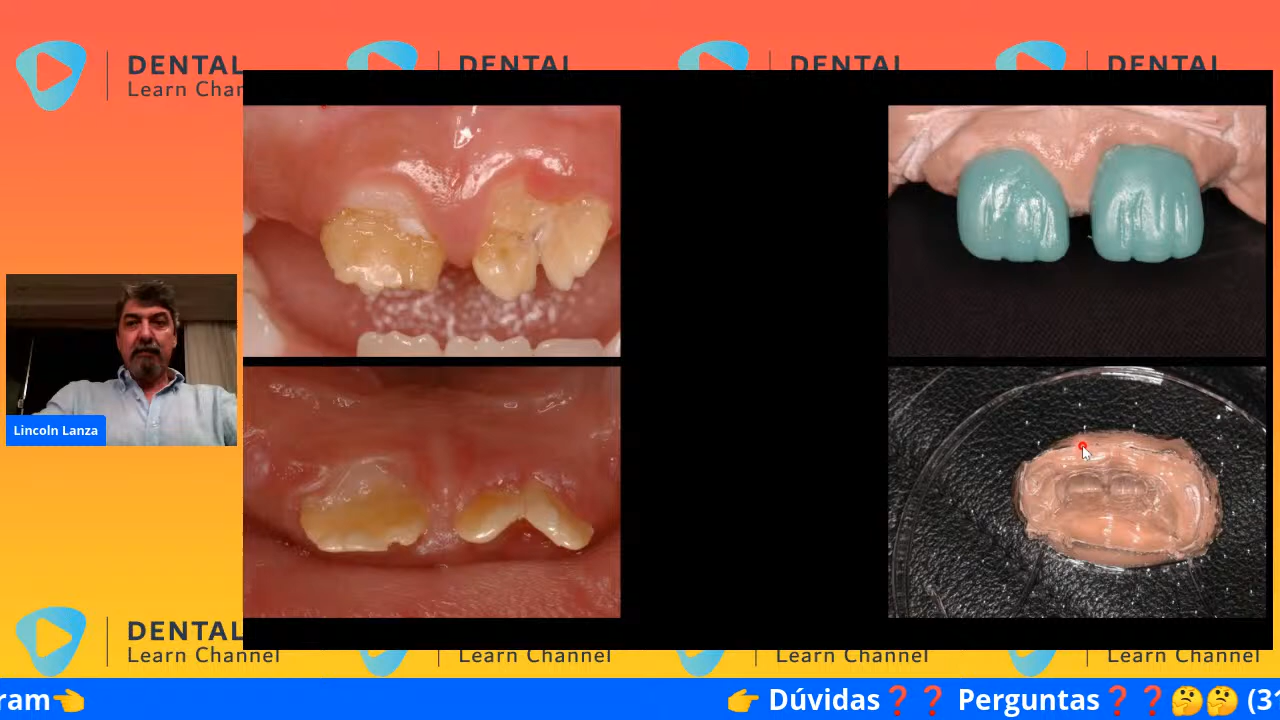 DENTAL
Learn Chan
DENTAL
DENTAL
DENTAL
Lincoln Lanza
DENTAL
Learn Channel
Learn Channel
Learn Channel
Learn Channel
ram👈
👉 Dúvidas❓❓ Perguntas❓❓🤔🤔 (31